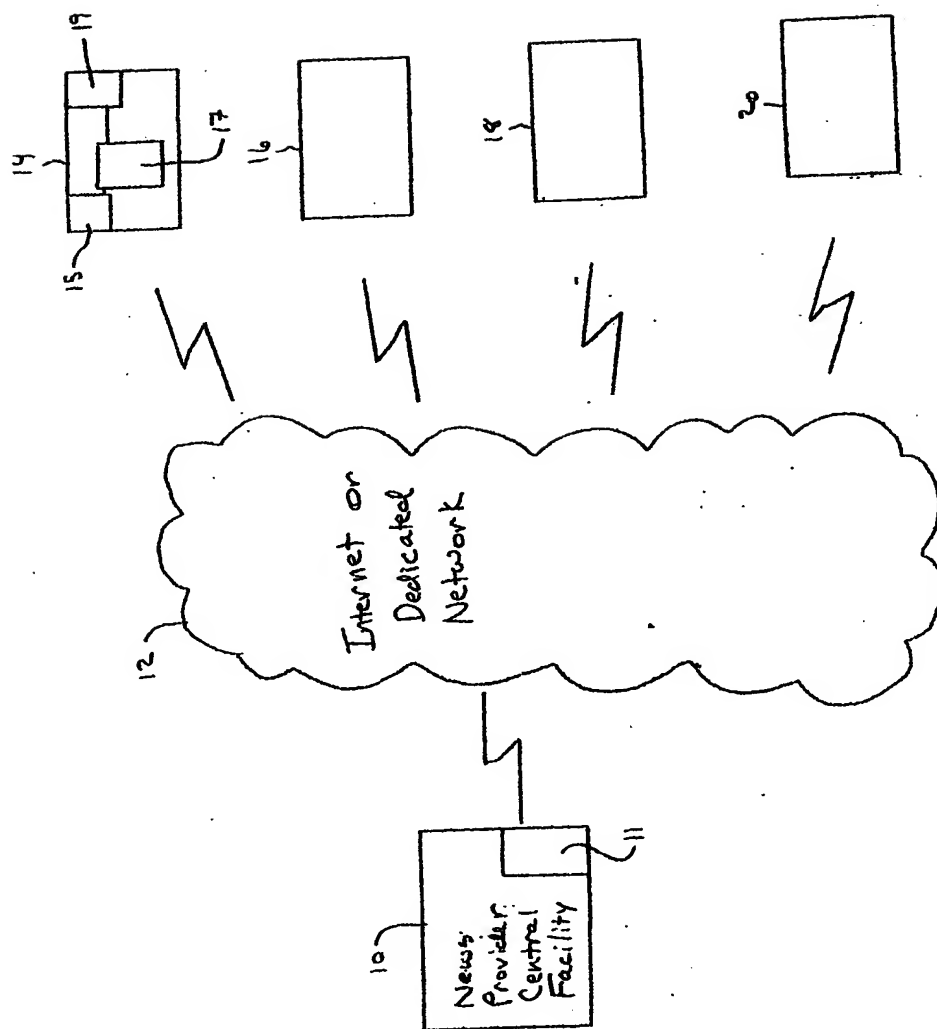 10
News
Provider
Central
Facility
11
12
Internet or
Dedicated
Network
14
15
17
19
16
18
20